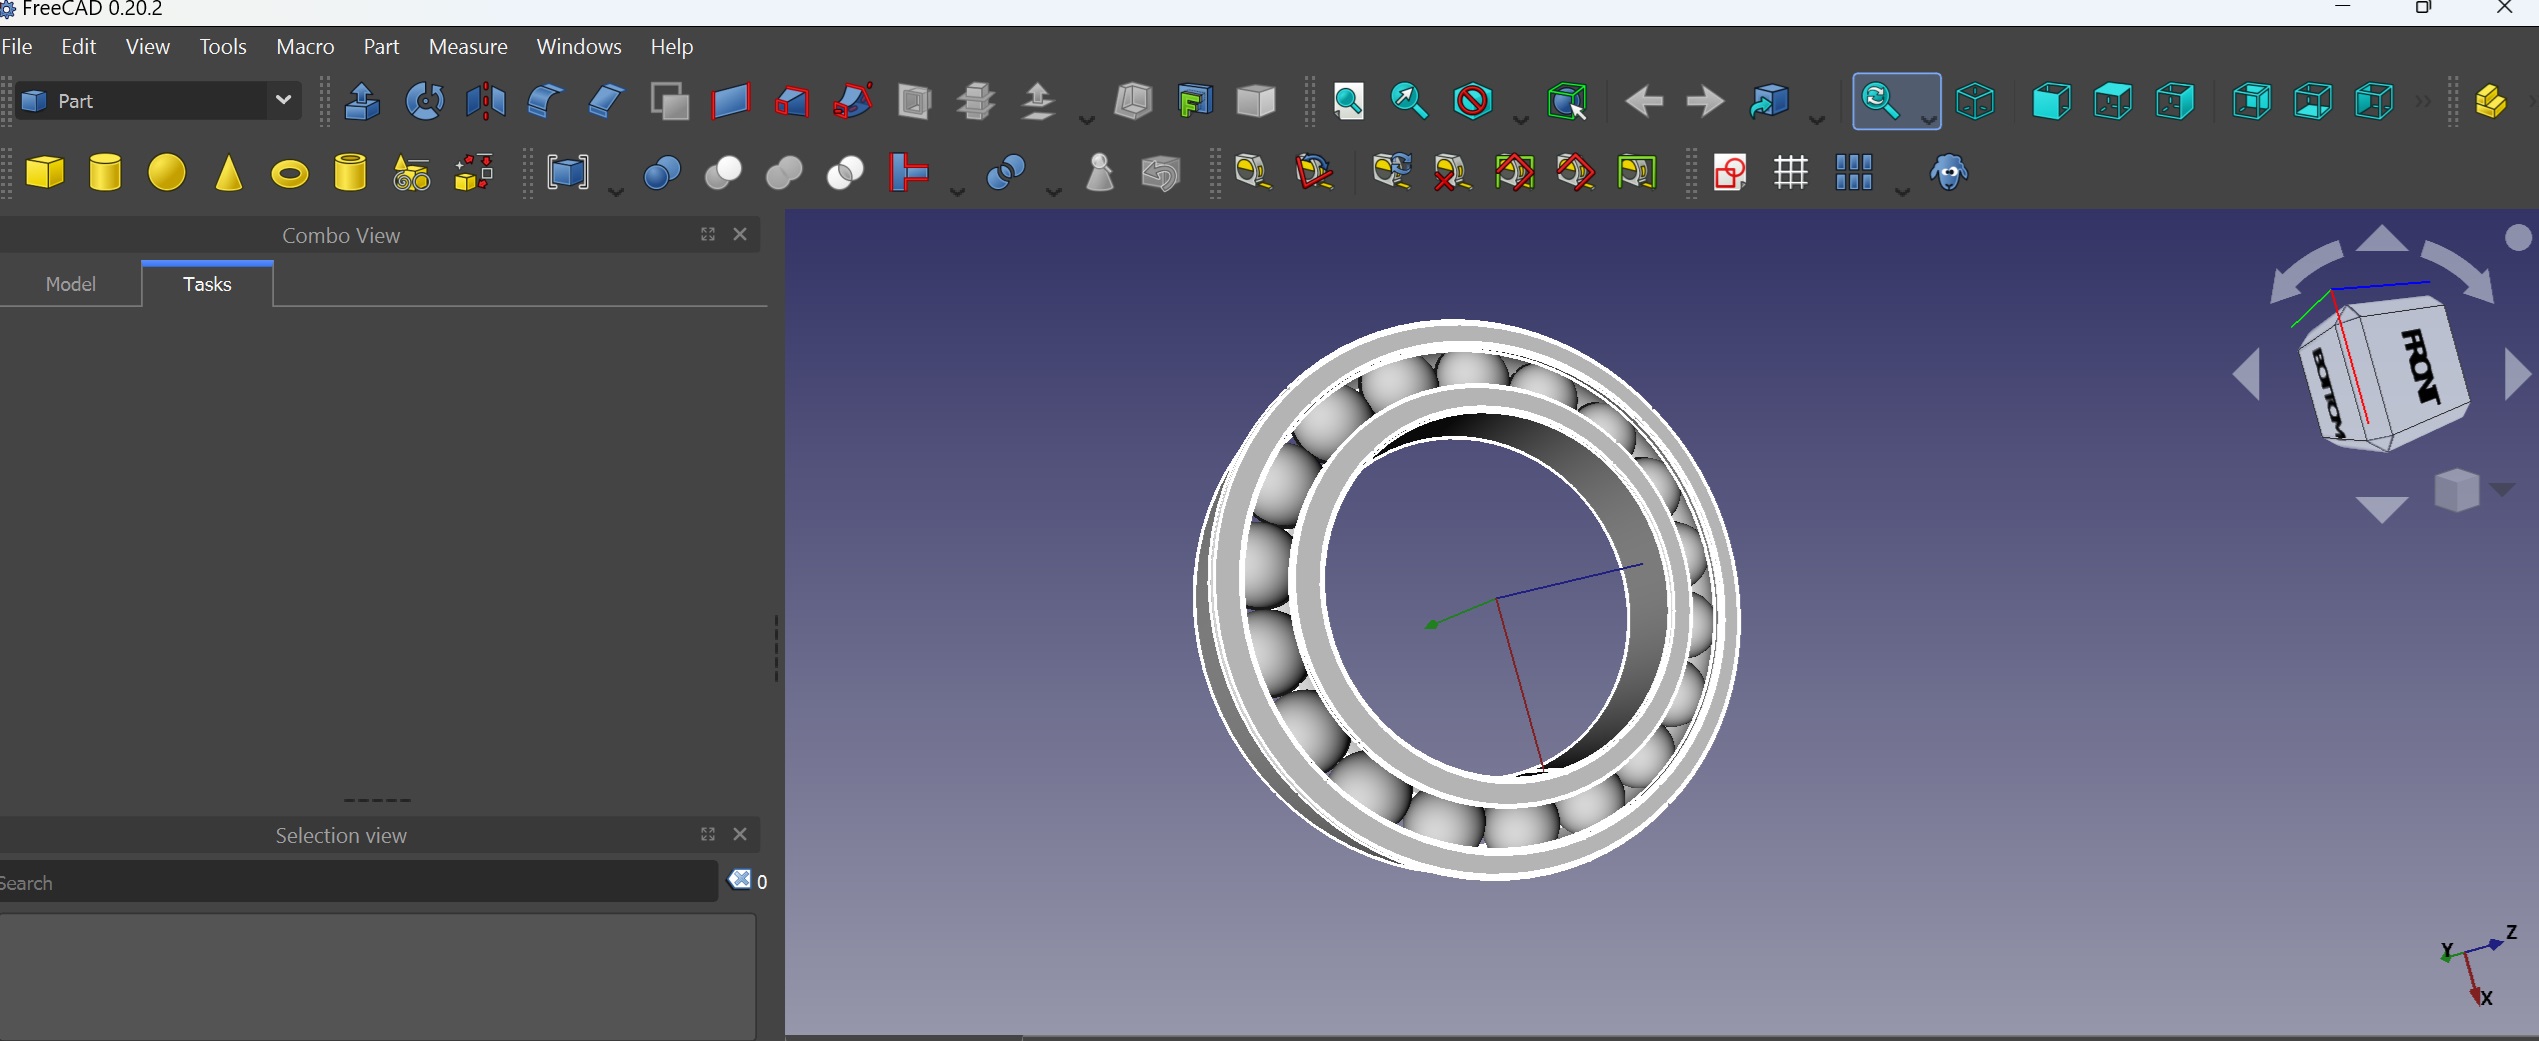 FreeCAD 0.20.2
File Edit View Tools Macro Part Measure Windows Help
Part
Combo View
Model Tasks
FRONT
BOTTOM
Selection view
Search
0
Z
Y
X